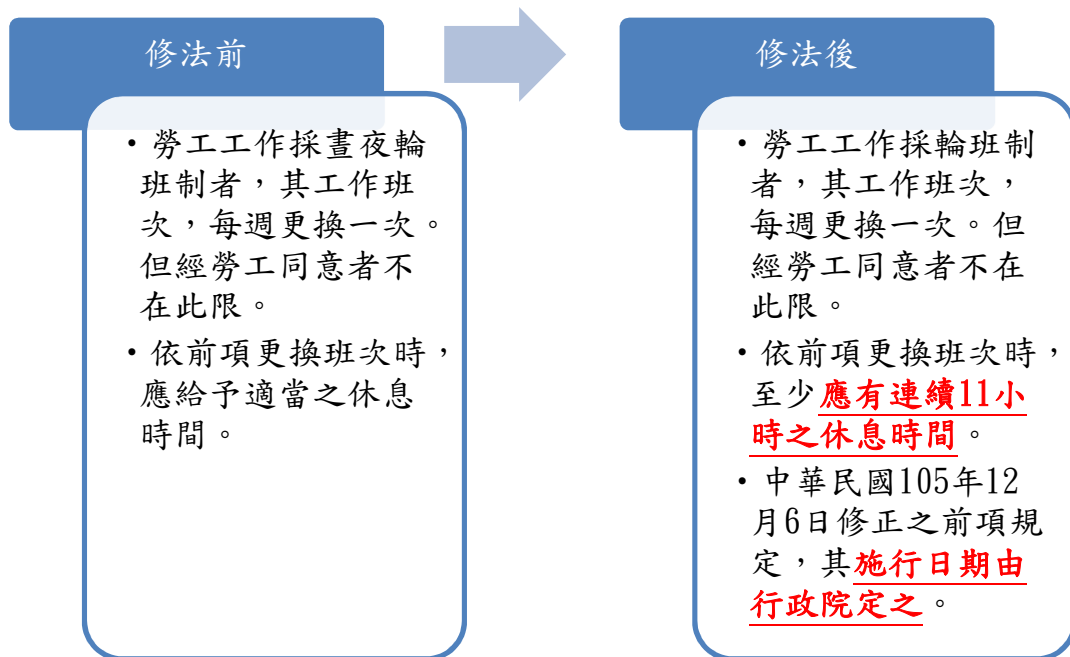 修法前
• 勞工工作採晝夜輪
班制者，其工作班
次，每週更換一次。
但經勞工同意者不
在此限。
• 依前項更換班次時，
應給予適當之休息
時間。
修法後
• 勞工工作採輪班制
者，其工作班次，
每週更換一次。但
經勞工同意者不在
此限。
• 依前項更換班次時，
至少應有連續11小
時之休息時間。
• 中華民國105年12
月6日修正之前項規
定，其施行日期由
行政院定之。